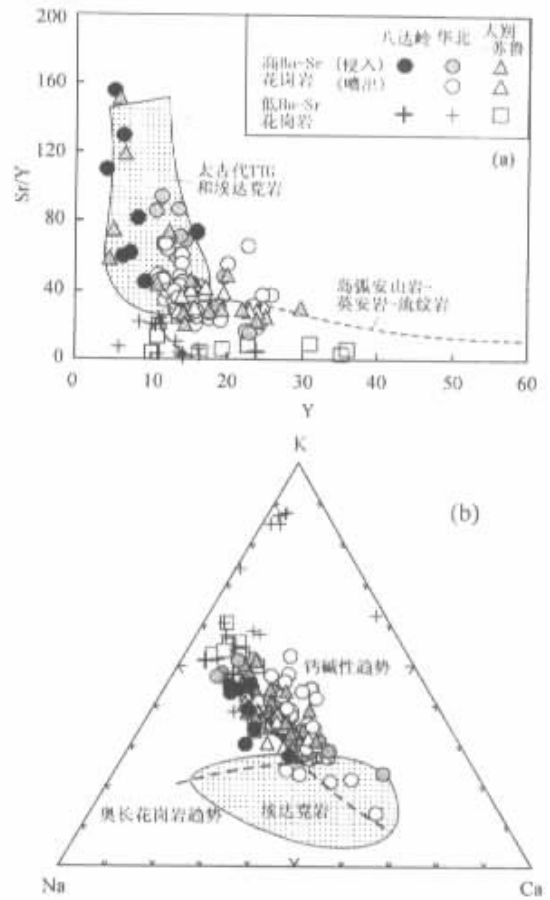 200
160
120
80
40
0
Sr/Y
0 10 20 30 40 50 60
Y
八达岭 华北 大别
苏鲁
高Ba-Sr (侵入)
花岗岩 (喷出)
低Ba-Sr
花岗岩
(a)
太古代TTG
和埃达克岩
岛弧安山岩-
英安岩-流纹岩
K
(b)
钙碱性趋势
奥长花岗岩趋势
埃达克岩
Na
Ca